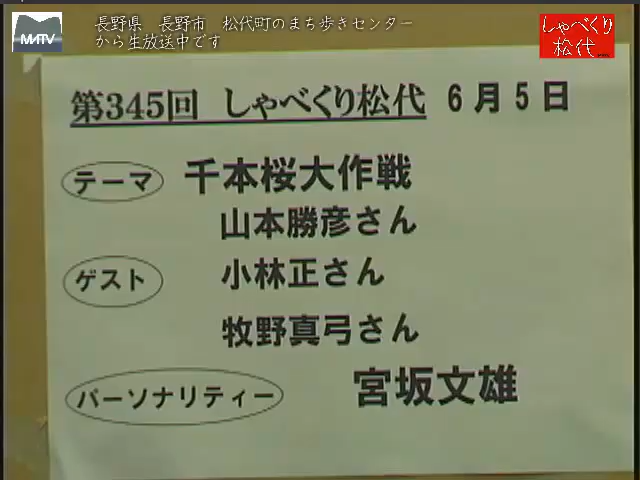 長野県　長野市　松代町のまち歩きセンター
から生放送中です
MATV
しゃべくり
松代
第345回 しゃべくり松代 6月5日
テーマ 千本桜大作戦
山本勝彦さん
ゲスト 小林正さん
牧野真弓さん
パーソナリティー 宮坂文雄